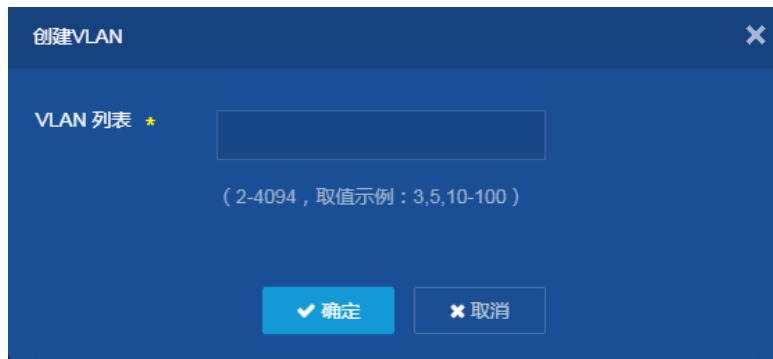 创建VLAN
VLAN 列表 *
（2-4094，取值示例：3,5,10-100）
确定 取消